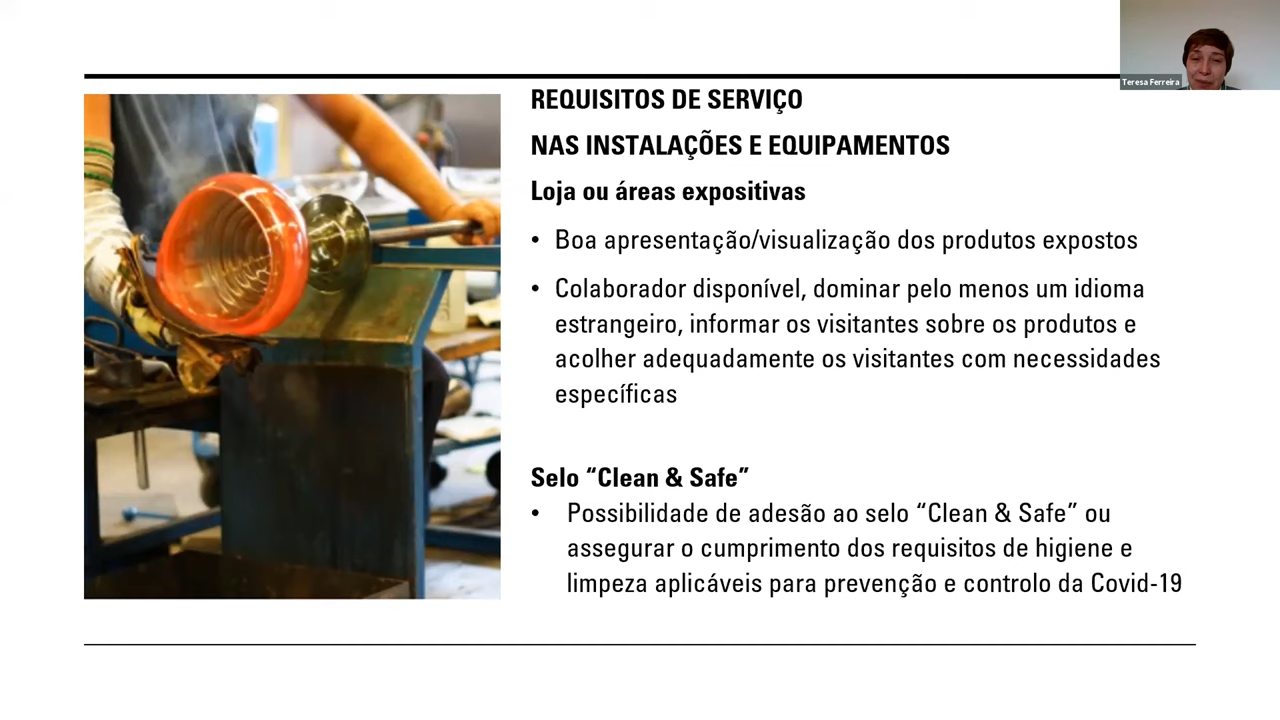 Teresa Ferreira
REQUISITOS DE SERVIÇO
NAS INSTALAÇÕES E EQUIPAMENTOS
Loja ou áreas expositivas
• Boa apresentação/visualização dos produtos expostos
• Colaborador disponível, dominar pelo menos um idioma
estrangeiro, informar os visitantes sobre os produtos e
acolher adequadamente os visitantes com necessidades
específicas
Selo “Clean & Safe”
• Possibilidade de adesão ao selo “Clean & Safe” ou
assegurar o cumprimento dos requisitos de higiene e
limpeza aplicáveis para prevenção e controlo da Covid-19